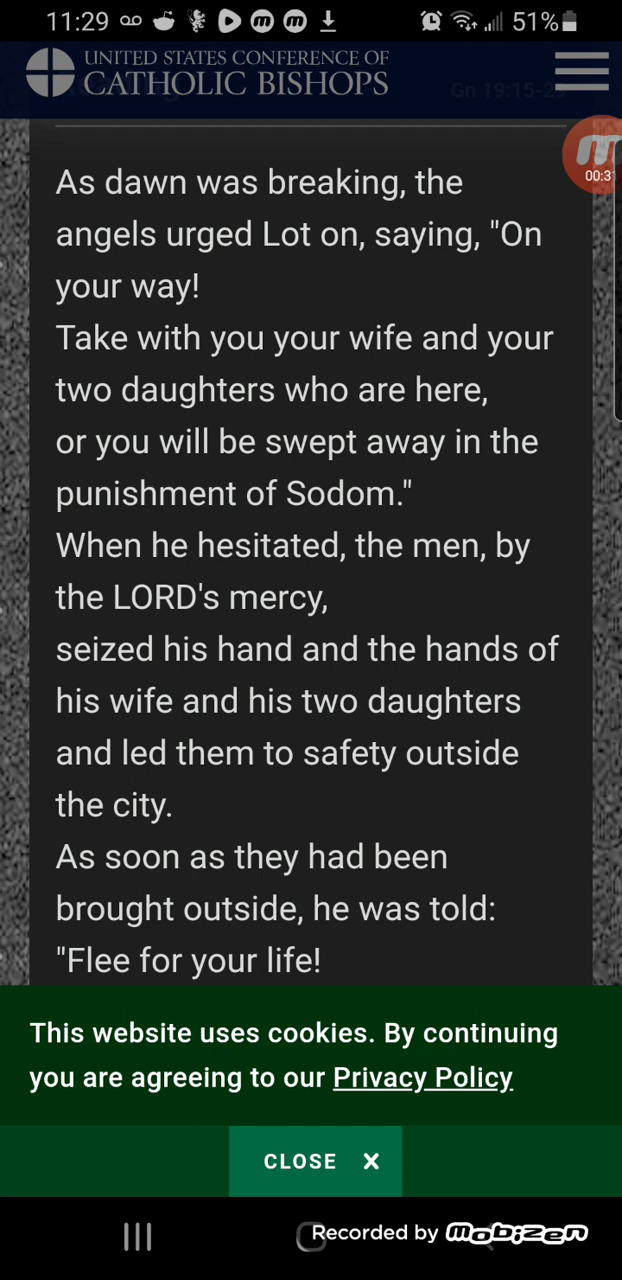 11:29
51%
UNITED STATES CONFERENCE OF
CATHOLIC BISHOPS
Gn 19:15-29
00:3
As dawn was breaking, the
angels urged Lot on, saying, "On
your way!
Take with you your wife and your
two daughters who are here,
or you will be swept away in the
punishment of Sodom."
When he hesitated, the men, by
the LORD's mercy,
seized his hand and the hands of
his wife and his two daughters
and led them to safety outside
the city.
As soon as they had been
brought outside, he was told:
"Flee for your life!
This website uses cookies. By continuing
you are agreeing to our Privacy Policy
CLOSE X
Recorded by mobizen